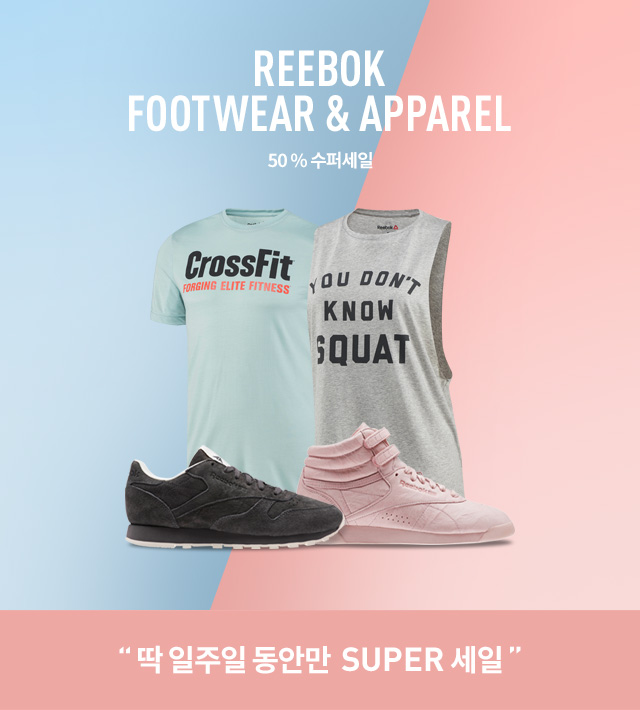 REEBOK
FOOTWEAR & APPAREL
50 % 수퍼세일
Reebok
CrossFit
FORGING ELITE FITNESS
YOU DON'T
KNOW
SQUAT
“ 딱 일주일 동안만 SUPER 세일 ”